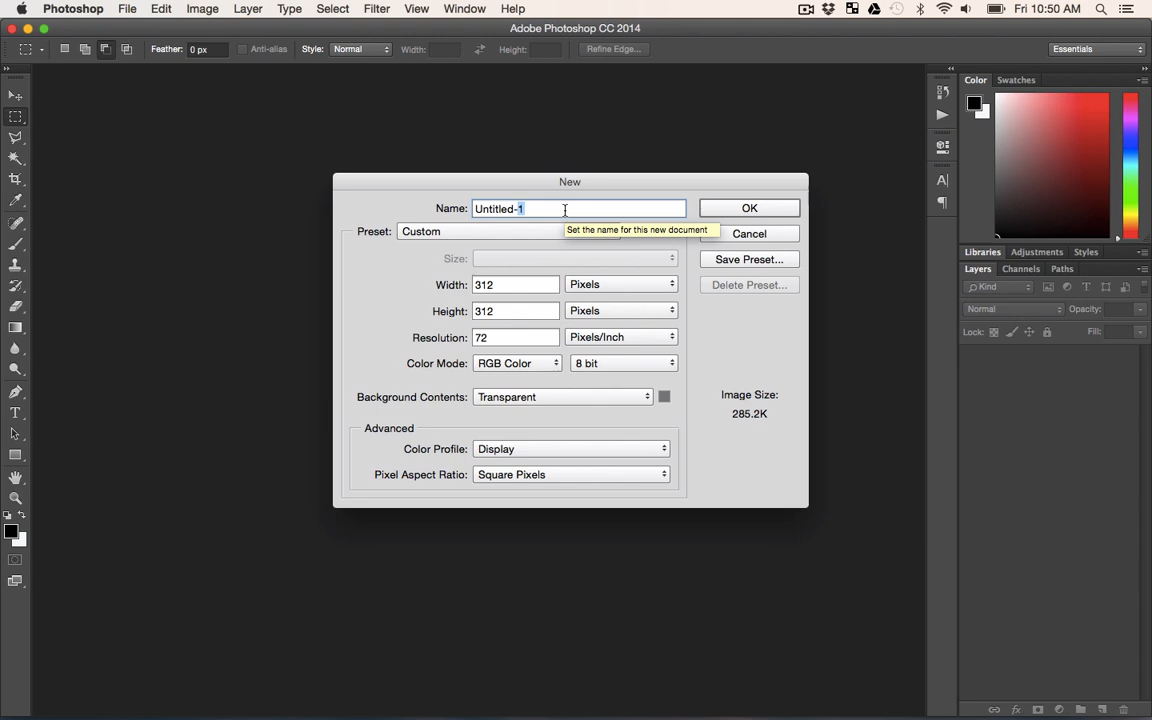 Photoshop File Edit Image Layer Type Select Filter View Window Help Fri 10:50 AM
Adobe Photoshop CC 2014
Feather: 0 px Anti-alias Style: Normal Width: Height: Refine Edge... Essentials
Color Swatches
New
Name: Untitled-1 OK
Set the name for this new document
Preset: Custom Cancel
Size: Save Preset...
Width: 312 Pixels Delete Preset...
Height: 312 Pixels
Resolution: 72 Pixels/Inch
Color Mode: RGB Color 8 bit
Background Contents: Transparent
Image Size:
285.2K
Advanced
Color Profile: Display
Pixel Aspect Ratio: Square Pixels
Libraries Adjustments Styles
Layers Channels Paths
Kind
Normal Opacity:
Lock: Fill: